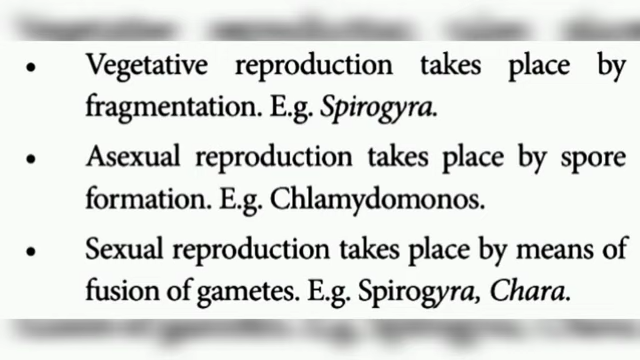 • Vegetative reproduction takes place by
fragmentation. E.g. Spirogyra.
• Asexual reproduction takes place by spore
formation. E.g. Chlamydomonos.
• Sexual reproduction takes place by means of
fusion of gametes. E.g. Spirogyra, Chara.